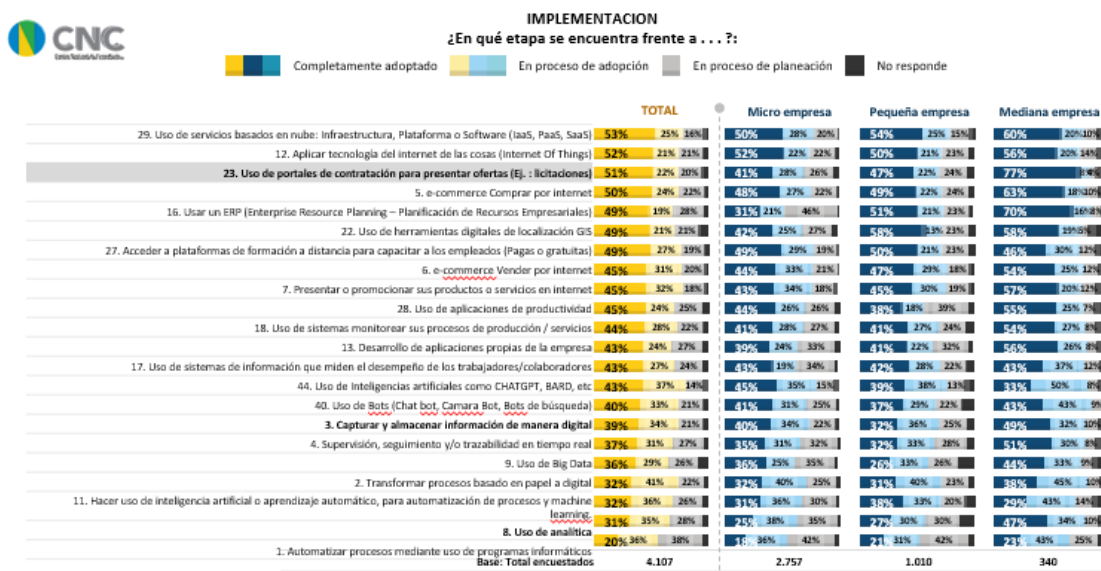 IMPLEMENTACION
¿En qué etapa se encuentra frente a . . . ?:
CNC
Completamente adoptado En proceso de adopción En proceso de planeación No responde
TOTAL Micro empresa Pequeña empresa Mediana empresa
29. Uso de servicios basados en nube: Infraestructura, Plataforma o Software (IaaS, PaaS, SaaS) 53% 25% 16% 50% 28% 20% 54% 25% 15% 60% 20% 10%
12. Aplicar tecnología del internet de las cosas (Internet Of Things) 52% 21% 21% 52% 22% 22% 50% 21% 23% 56% 20% 14%
23. Uso de portales de contratación para presentar ofertas (Ej. : licitaciones) 51% 22% 20% 41% 28% 26% 47% 22% 24% 77%
5. e-commerce Comprar por internet 50% 24% 22% 48% 27% 22% 49% 22% 24% 63% 18% 10%
16. Usar un ERP (Enterprise Resource Planning – Planificación de Recursos Empresariales) 49% 19% 28% 31% 21% 46% 51% 21% 23% 70% 16% 8%
22. Uso de herramientas digitales de localización GIS 49% 21% 21% 42% 25% 27% 58% 13% 23% 58% 19%
27. Acceder a plataformas de formación a distancia para capacitar a los empleados (Pagas o gratuitas) 49% 27% 19% 49% 29% 19% 50% 21% 23% 46% 30% 12%
6. e-commerce Vender por internet 45% 31% 20% 44% 33% 21% 47% 29% 18% 54% 25% 12%
7. Presentar o promocionar sus productos o servicios en internet 45% 32% 18% 43% 34% 18% 45% 30% 19% 57% 20% 12%
28. Uso de aplicaciones de productividad 45% 24% 25% 44% 26% 26% 38% 18% 39% 55% 25% 7%
18. Uso de sistemas monitorear sus procesos de producción / servicios 44% 28% 22% 41% 28% 27% 41% 27% 24% 54% 27% 8%
13. Desarrollo de aplicaciones propias de la empresa 43% 24% 27% 39% 24% 33% 41% 22% 32% 56% 26% 8%
17. Uso de sistemas de información que miden el desempeño de los trabajadores/colaboradores 43% 27% 24% 43% 19% 34% 42% 28% 22% 43% 37% 12%
44. Uso de Inteligencias artificiales como CHATGPT, BARD, etc 43% 37% 14% 45% 35% 15% 39% 38% 13% 33% 50% 8%
40. Uso de Bots (Chat bot, Camara Bot, Bots de búsqueda) 40% 33% 21% 41% 31% 25% 37% 29% 22% 43% 43% 9%
3. Capturar y almacenar información de manera digital 39% 34% 21% 40% 34% 22% 32% 36% 25% 49% 32% 10%
4. Supervisión, seguimiento y/o trazabilidad en tiempo real 37% 31% 27% 35% 31% 32% 32% 33% 28% 51% 30% 8%
9. Uso de Big Data 36% 29% 26% 36% 25% 35% 26% 33% 26% 44% 33% 9%
2. Transformar procesos basado en papel a digital 32% 41% 22% 32% 40% 25% 31% 40% 23% 38% 45% 10%
11. Hacer uso de inteligencia artificial o aprendizaje automático, para automatización de procesos y machine 32% 36% 26% 31% 36% 30% 38% 33% 20% 29% 43% 14%
learning.
31% 35% 28% 25% 38% 35% 27% 30% 30% 47% 34% 10%
8. Uso de analítica
20% 36% 38% 18% 36% 42% 21% 31% 42% 23% 43% 25%
1. Automatizar procesos mediante uso de programas informáticos
Base: Total encuestados 4.107 2.757 1.010 340